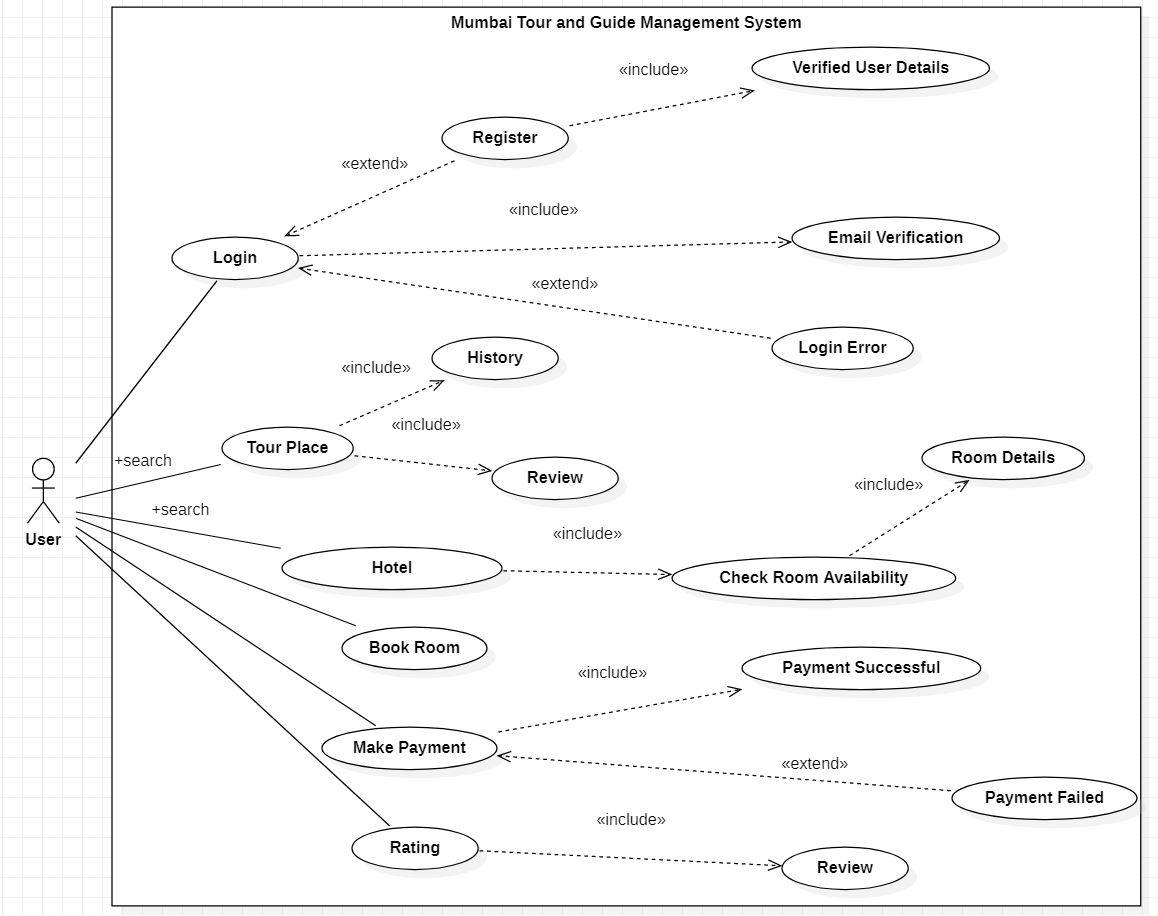 Mumbai Tour and Guide Management System
«include»
Verified User Details
Register
«extend»
«include»
Login
Email Verification
«extend»
Login Error
History
«include»
«include»
Tour Place
+search
Review
Room Details
«include»
+search
«include»
User
Hotel
Check Room Availability
Book Room
«include»
Payment Successful
Make Payment
«extend»
Payment Failed
«include»
Rating
Review